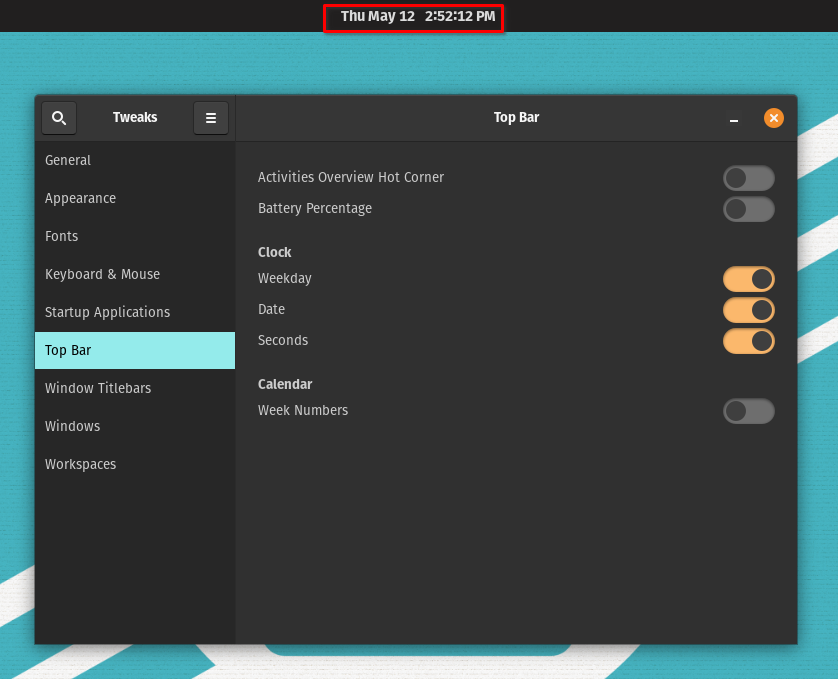 Thu May 12 2:52:12 PM
Tweaks
Top Bar
General
Appearance
Fonts
Keyboard & Mouse
Startup Applications
Top Bar
Window Titlebars
Windows
Workspaces
Activities Overview Hot Corner
Battery Percentage
Clock
Weekday
Date
Seconds
Calendar
Week Numbers